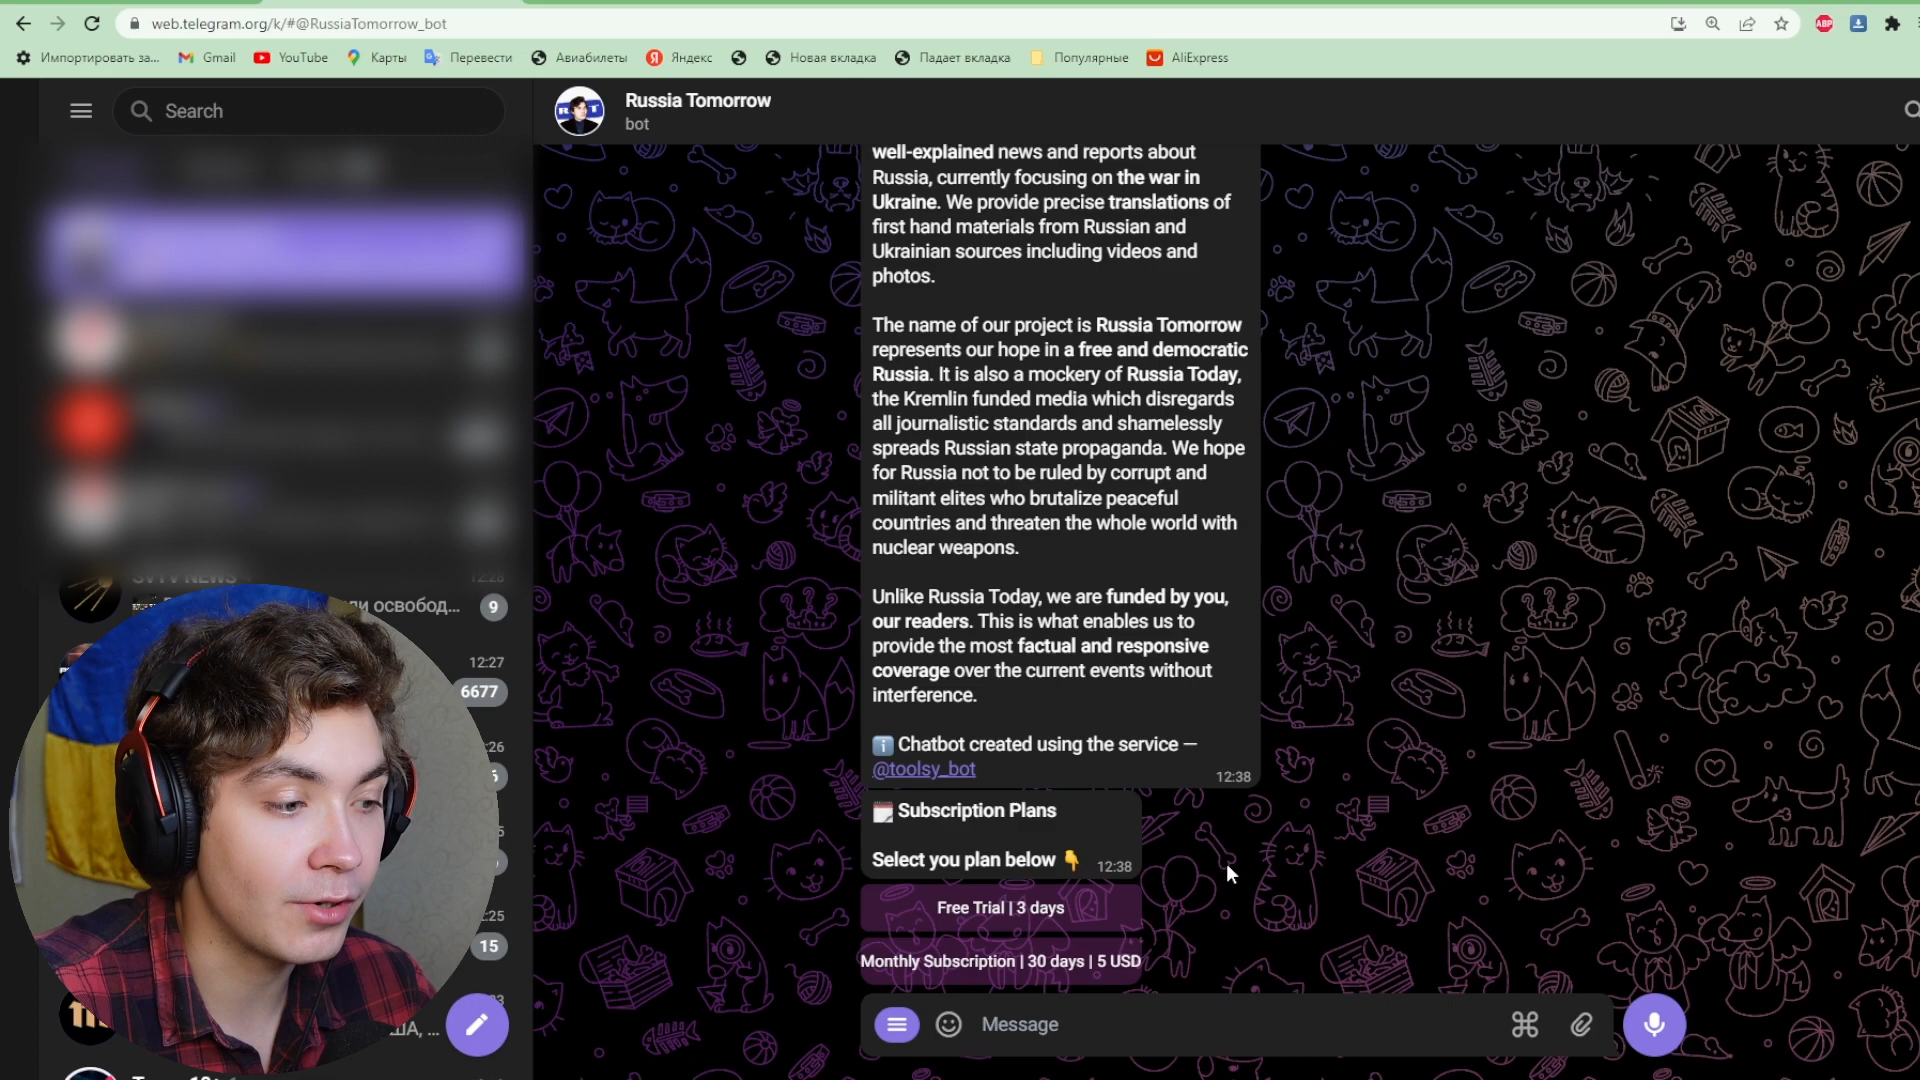 web.telegram.org/k/#@RussiaTomorrow_bot
ABP
Импортировать за...
Gmail
YouTube
Карты
Перевести
Авиабилеты
Яндекс
Новая вкладка
Падает вкладка
Популярные
AliExpress
Search
Russia Tomorrow
bot
well-explained news and reports about
Russia, currently focusing on the war in
Ukraine. We provide precise translations of
first hand materials from Russian and
Ukrainian sources including videos and
photos.
The name of our project is Russia Tomorrow
represents our hope in a free and democratic
Russia. It is also a mockery of Russia Today,
the Kremlin funded media which disregards
all journalistic standards and shamelessly
spreads Russian state propaganda. We hope
for Russia not to be ruled by corrupt and
militant elites who brutalize peaceful
countries and threaten the whole world with
nuclear weapons.
Unlike Russia Today, we are funded by you,
our readers. This is what enables us to
provide the most factual and responsive
coverage over the current events without
interference.
Chatbot created using the service —
@toolsy_bot
12:38
Subscription Plans
Select you plan below
12:38
Free Trial | 3 days
Monthly Subscription | 30 days | 5 USD
Message
SVTV NEWS
12:28
ли освобод...
9
12:27
6677
:26
:25
15
США, ...